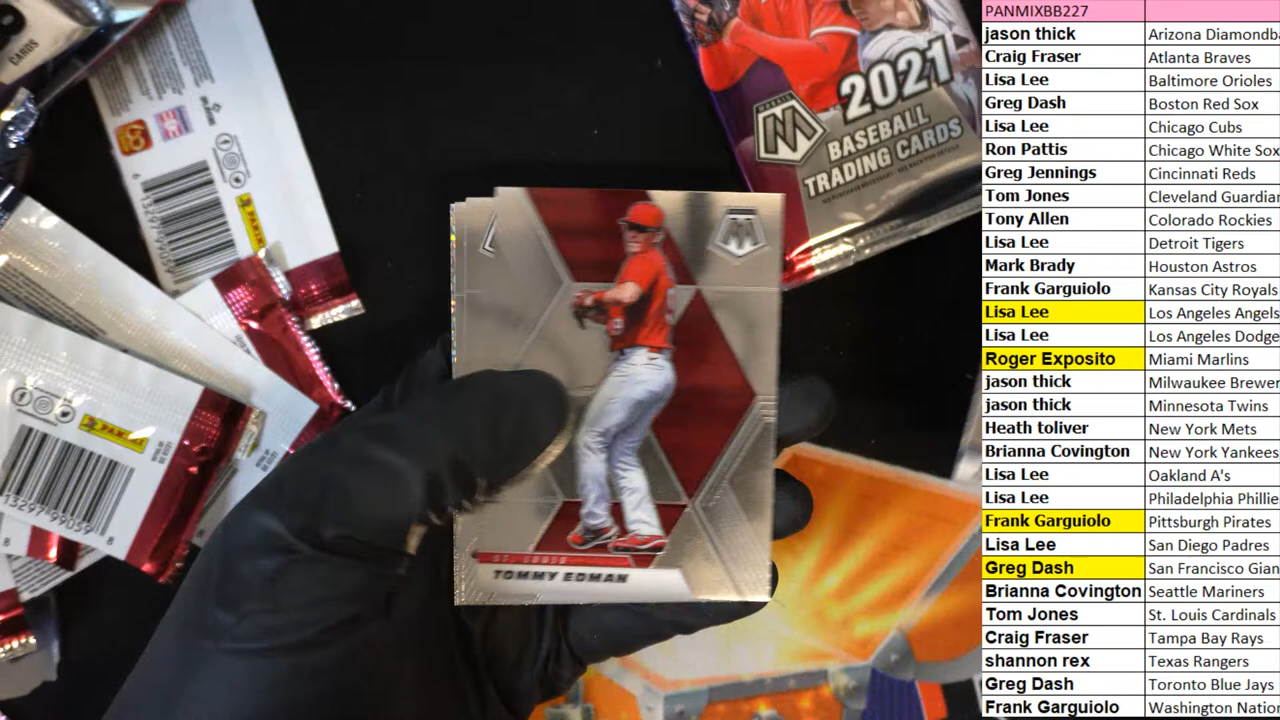 CARDS
PANINI
PANINI
13297-99059
8
MOSAIC
2021
BASEBALL
TRADING CARDS
ST. LOUIS
TOMMY EDMAN
PANMIXBB227
jason thick Arizona Diamondba
Craig Fraser Atlanta Braves
Lisa Lee Baltimore Orioles
Greg Dash Boston Red Sox
Lisa Lee Chicago Cubs
Ron Pattis Chicago White Sox
Greg Jennings Cincinnati Reds
Tom Jones Cleveland Guardian
Tony Allen Colorado Rockies
Lisa Lee Detroit Tigers
Mark Brady Houston Astros
Frank Garguiolo Kansas City Royals
Lisa Lee Los Angeles Angels
Lisa Lee Los Angeles Dodge
Roger Exposito Miami Marlins
jason thick Milwaukee Brewer
jason thick Minnesota Twins
Heath toliver New York Mets
Brianna Covington New York Yankees
Lisa Lee Oakland A's
Lisa Lee Philadelphia Phillie
Frank Garguiolo Pittsburgh Pirates
Lisa Lee San Diego Padres
Greg Dash San Francisco Gian
Brianna Covington Seattle Mariners
Tom Jones St. Louis Cardinals
Craig Fraser Tampa Bay Rays
shannon rex Texas Rangers
Greg Dash Toronto Blue Jays
Frank Garguiolo Washington Nation